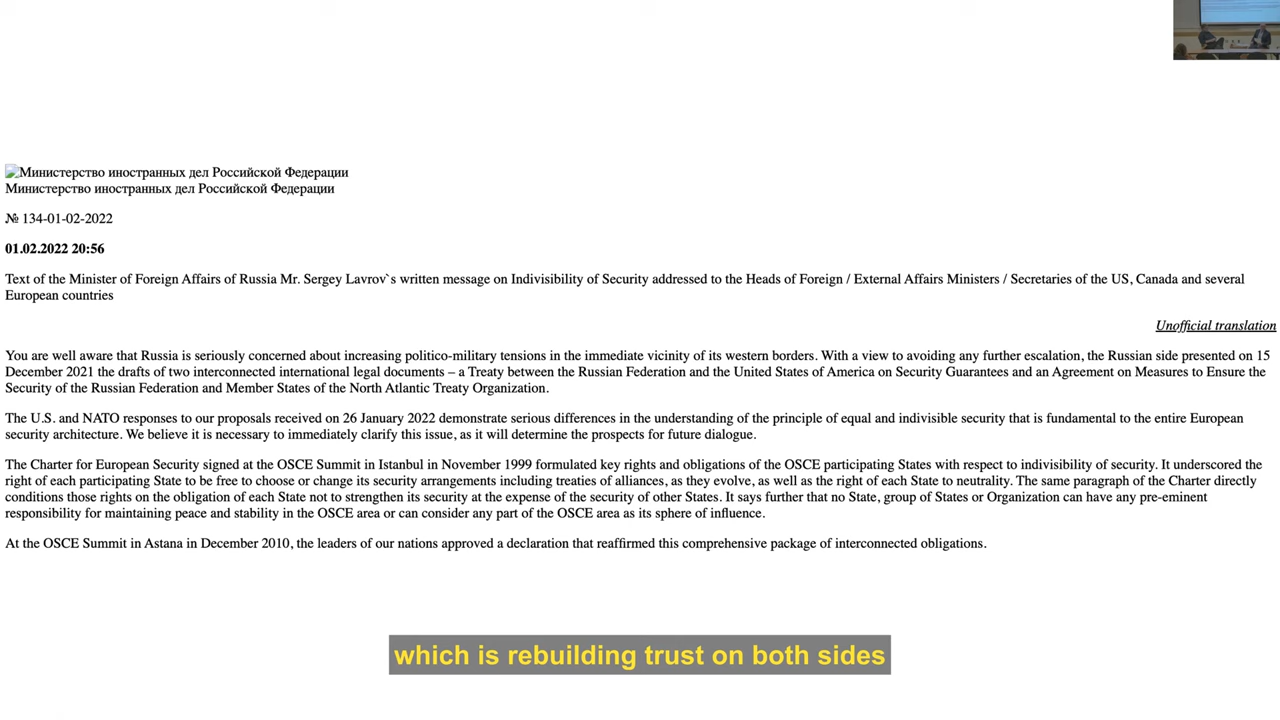 Министерство иностранных дел Российской Федерации
Министерство иностранных дел Российской Федерации
№ 134-01-02-2022
01.02.2022 20:56
Text of the Minister of Foreign Affairs of Russia Mr. Sergey Lavrov`s written message on Indivisibility of Security addressed to the Heads of Foreign / External Affairs Ministers / Secretaries of the US, Canada and several
European countries
Unofficial translation
You are well aware that Russia is seriously concerned about increasing politico-military tensions in the immediate vicinity of its western borders. With a view to avoiding any further escalation, the Russian side presented on 15
December 2021 the drafts of two interconnected international legal documents – a Treaty between the Russian Federation and the United States of America on Security Guarantees and an Agreement on Measures to Ensure the
Security of the Russian Federation and Member States of the North Atlantic Treaty Organization.
The U.S. and NATO responses to our proposals received on 26 January 2022 demonstrate serious differences in the understanding of the principle of equal and indivisible security that is fundamental to the entire European
security architecture. We believe it is necessary to immediately clarify this issue, as it will determine the prospects for future dialogue.
The Charter for European Security signed at the OSCE Summit in Istanbul in November 1999 formulated key rights and obligations of the OSCE participating States with respect to indivisibility of security. It underscored the
right of each participating State to be free to choose or change its security arrangements including treaties of alliances, as they evolve, as well as the right of each State to neutrality. The same paragraph of the Charter directly
conditions those rights on the obligation of each State not to strengthen its security at the expense of the security of other States. It says further that no State, group of States or Organization can have any pre-eminent
responsibility for maintaining peace and stability in the OSCE area or can consider any part of the OSCE area as its sphere of influence.
At the OSCE Summit in Astana in December 2010, the leaders of our nations approved a declaration that reaffirmed this comprehensive package of interconnected obligations.
which is rebuilding trust on both sides